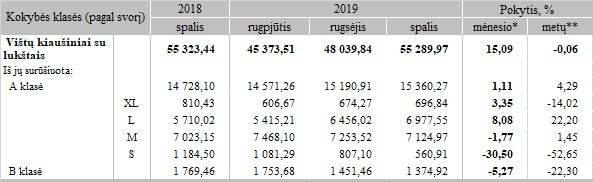 Kokybės klasės (pagal svorį) 2018 2019 Pokytis, %
spalis rugpjūtis rugsėjis spalis mėnesio* metų**
Vištų kiaušiniai su lukštais 55 323,44 45 373,51 48 039,84 55 289,97 15,09 -0,06
Iš jų surūšiuota:
A klasė 14 728,10 14 571,26 15 190,91 15 360,27 1,11 4,29
XL 810,43 606,67 674,27 696,84 3,35 -14,02
L 5 710,02 5 415,21 6 456,02 6 977,55 8,08 22,20
M 7 023,15 7 468,10 7 253,52 7 124,97 -1,77 1,45
S 1 184,50 1 081,29 807,10 560,91 -30,50 -52,65
B klasė 1 769,46 1 753,68 1 451,46 1 374,92 -5,27 -22,30